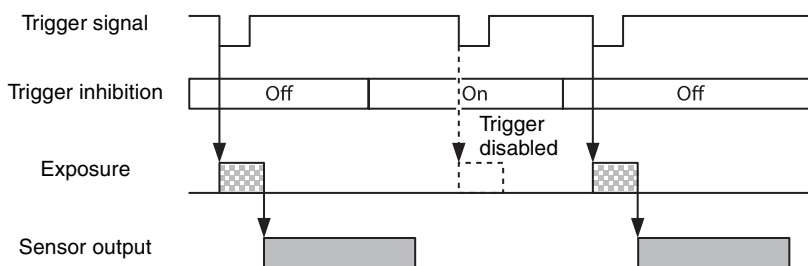 Trigger signal
Trigger inhibition
Off
On
Off
Trigger
disabled
Exposure
Sensor output